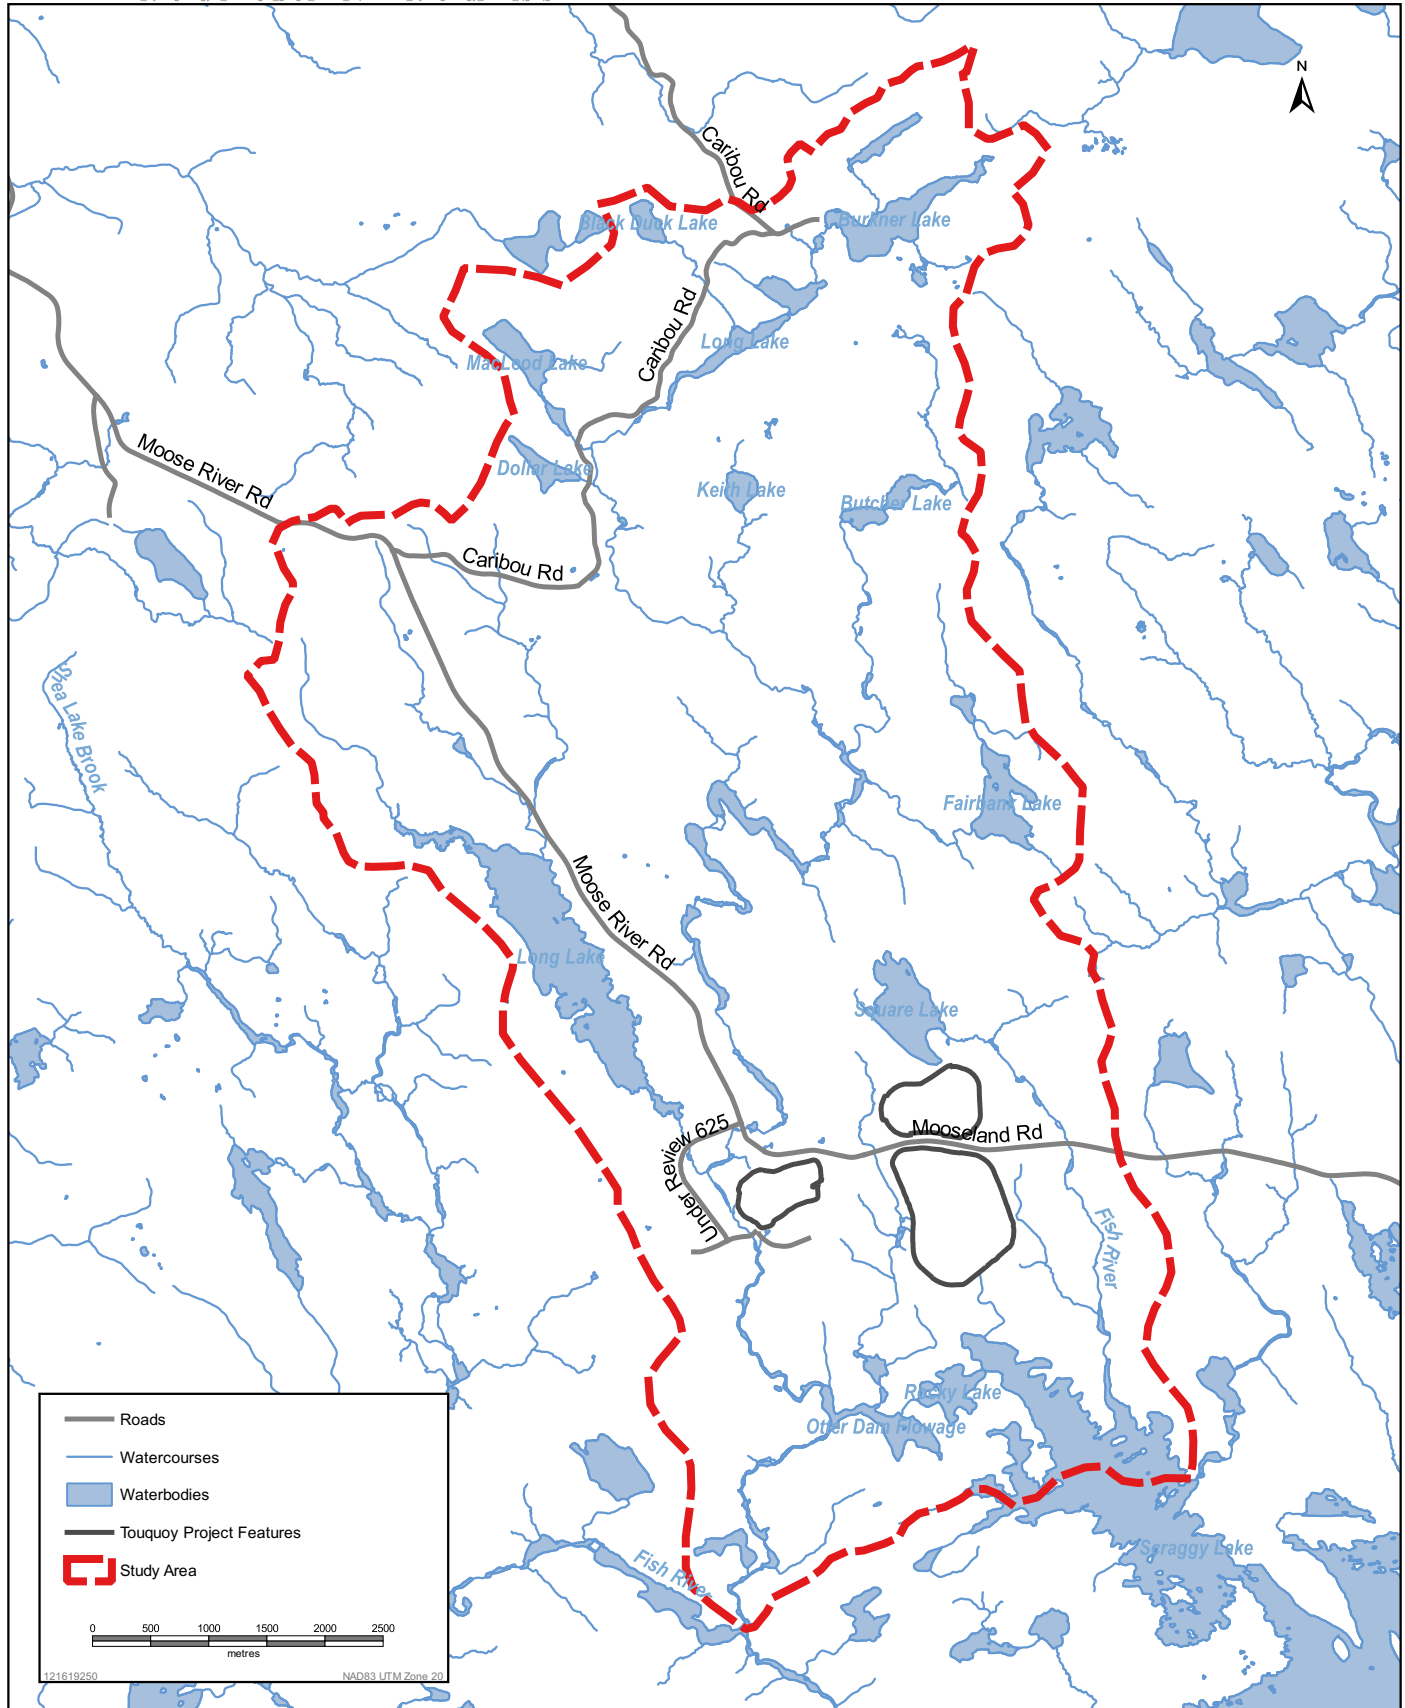 N
Caribou Rd
Black Duck Lake
Burkner Lake
Caribou Rd
Long Lake
MacLeod Lake
Moose River Rd
Dollar Lake
Keith Lake
Butcher Lake
Caribou Rd
Shea Lake Brook
Fairbank Lake
Moose River Rd
Long Lake
Square Lake
Under Review 625
Mooseland Rd
Fish River
Rocky Lake
Otter Dam Flowage
Scraggy Lake
Fish River
Roads
Watercourses
Waterbodies
Touquoy Project Features
Study Area
0 500 1000 1500 2000 2500
metres
121619250
NAD83 UTM Zone 20